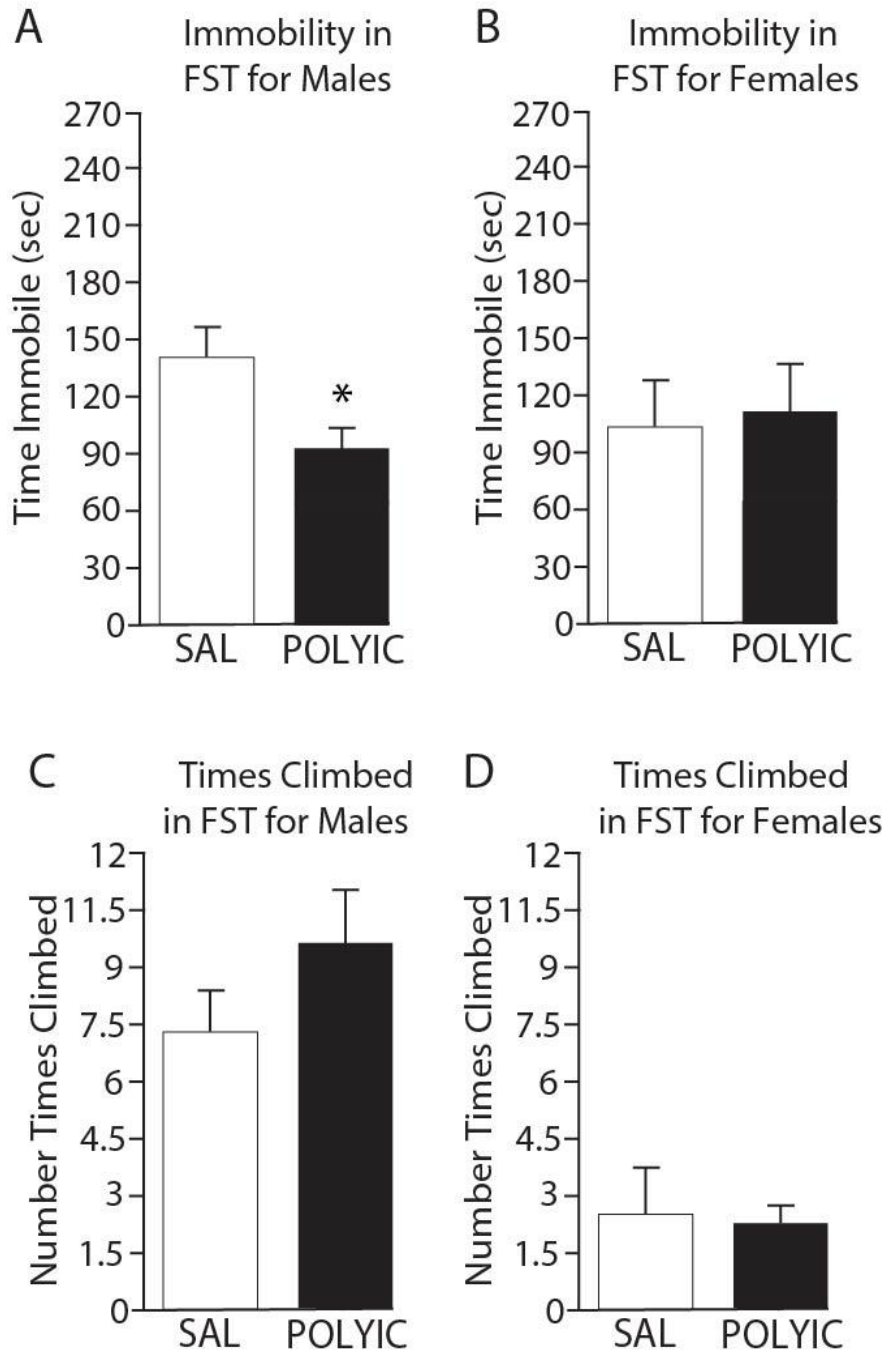 A
Immobility in
FST for Males
270
240
210
180
150
120
90
60
30
0
Time Immobile (sec)
*
SAL POLYIC
B
Immobility in
FST for Females
270
240
210
180
150
120
90
60
30
0
Time Immobile (sec)
SAL POLYIC
C
Times Climbed
in FST for Males
12
11.5
9
7.5
6
4.5
3
1.5
0
Number Times Climbed
SAL POLYIC
D
Times Climbed
in FST for Females
12
11.5
9
7.5
6
4.5
3
1.5
0
Number Times Climbed
SAL POLYIC